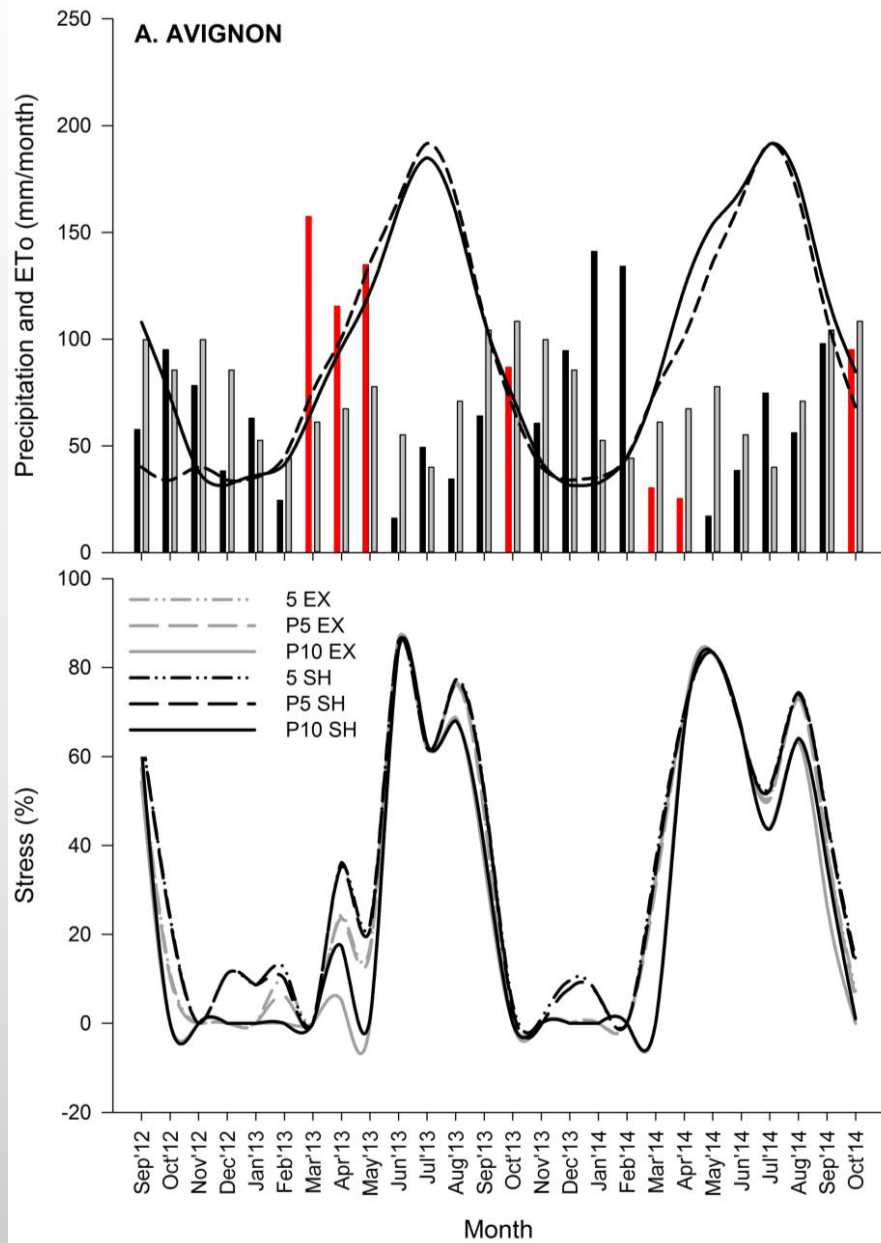 A. AVIGNON
Precipitation and ETo (mm/month)
250
200
150
100
50
0
Stress (%)
100
80
60
40
20
0
-20
5 EX
P5 EX
P10 EX
5 SH
P5 SH
P10 SH
Sep'12
Oct'12
Nov'12
Dec'12
Jan'13
Feb'13
Mar'13
Apr'13
May'13
Jun'13
Jul'13
Aug'13
Sep'13
Oct'13
Nov'13
Dec'13
Jan'14
Feb'14
Mar'14
Apr'14
May'14
Jun'14
Jul'14
Aug'14
Sep'14
Oct'14
Month